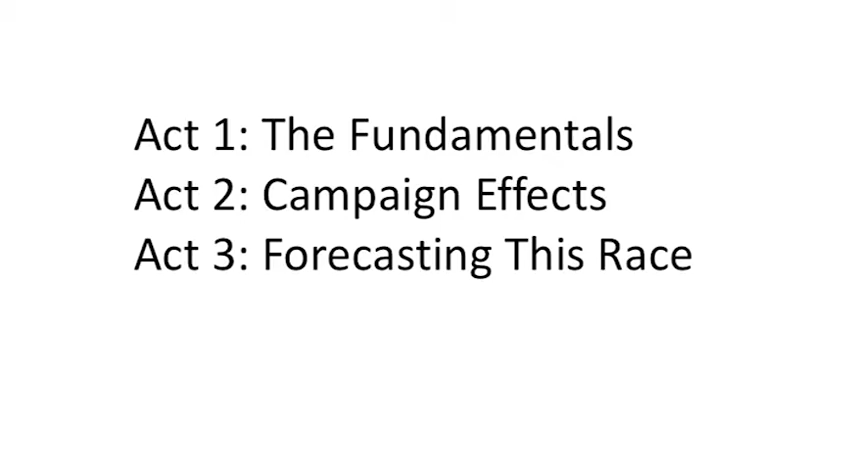 Act 1: The Fundamentals
Act 2: Campaign Effects
Act 3: Forecasting This Race